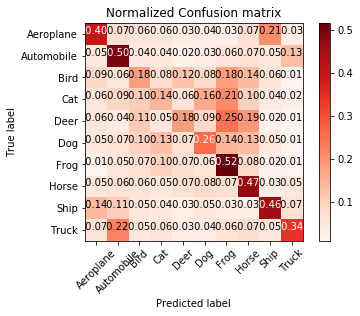 Normalized Confusion matrix
True label
Aeroplane 0.40 0.07 0.06 0.06 0.03 0.04 0.03 0.07 0.21 0.03
Automobile 0.05 0.50 0.04 0.04 0.02 0.03 0.06 0.07 0.05 0.13
Bird 0.09 0.06 0.18 0.08 0.12 0.08 0.18 0.14 0.06 0.01
Cat 0.06 0.09 0.10 0.14 0.06 0.16 0.21 0.10 0.04 0.02
Deer 0.06 0.04 0.11 0.05 0.18 0.09 0.25 0.19 0.02 0.01
Dog 0.05 0.07 0.10 0.13 0.07 0.26 0.14 0.13 0.05 0.01
Frog 0.01 0.05 0.07 0.10 0.07 0.06 0.52 0.08 0.02 0.01
Horse 0.05 0.06 0.06 0.05 0.07 0.08 0.07 0.47 0.03 0.05
Ship 0.14 0.11 0.05 0.04 0.03 0.05 0.03 0.03 0.46 0.07
Truck 0.07 0.22 0.05 0.06 0.03 0.04 0.06 0.07 0.05 0.34
Aeroplane Automobile Bird Cat Deer Dog Frog Horse Ship Truck
Predicted label
0.5
0.4
0.3
0.2
0.1